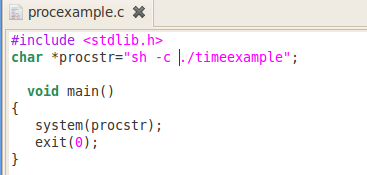 procexample.c
#include <stdlib.h>
char *procstr="sh -c ./timeexample";
void main()
{
system(procstr);
exit(0);
}